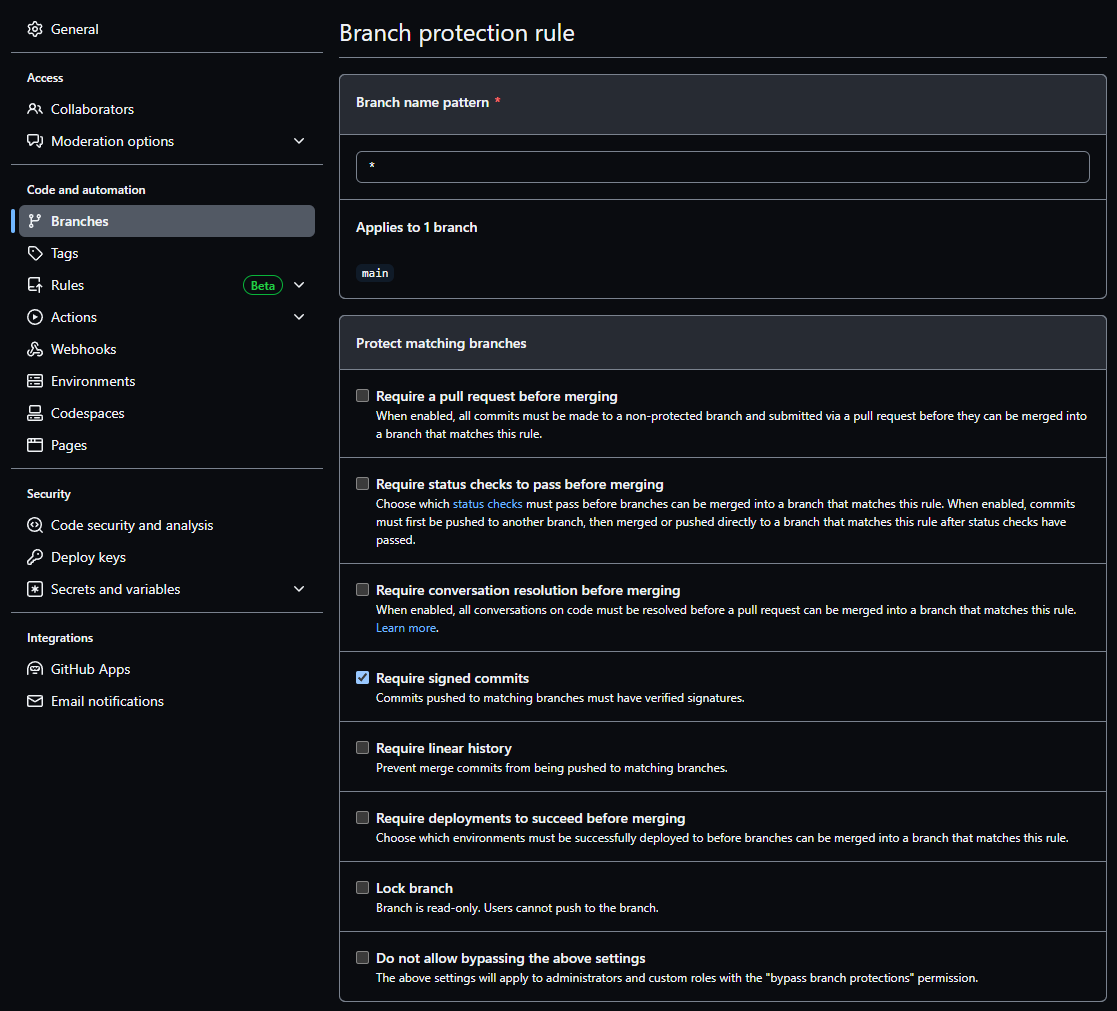 General
Access
Collaborators
Moderation options
Code and automation
Branches
Tags
Rules Beta
Actions
Webhooks
Environments
Codespaces
Pages
Security
Code security and analysis
Deploy keys
Secrets and variables
Integrations
GitHub Apps
Email notifications
Branch protection rule
Branch name pattern *
*
Applies to 1 branch
main
Protect matching branches
Require a pull request before merging
When enabled, all commits must be made to a non-protected branch and submitted via a pull request before they can be merged into
a branch that matches this rule.
Require status checks to pass before merging
Choose which status checks must pass before branches can be merged into a branch that matches this rule. When enabled, commits
must first be pushed to another branch, then merged or pushed directly to a branch that matches this rule after status checks have
passed.
Require conversation resolution before merging
When enabled, all conversations on code must be resolved before a pull request can be merged into a branch that matches this rule.
Learn more.
Require signed commits
Commits pushed to matching branches must have verified signatures.
Require linear history
Prevent merge commits from being pushed to matching branches.
Require deployments to succeed before merging
Choose which environments must be successfully deployed to before branches can be merged into a branch that matches this rule.
Lock branch
Branch is read-only. Users cannot push to the branch.
Do not allow bypassing the above settings
The above settings will apply to administrators and custom roles with the "bypass branch protections" permission.